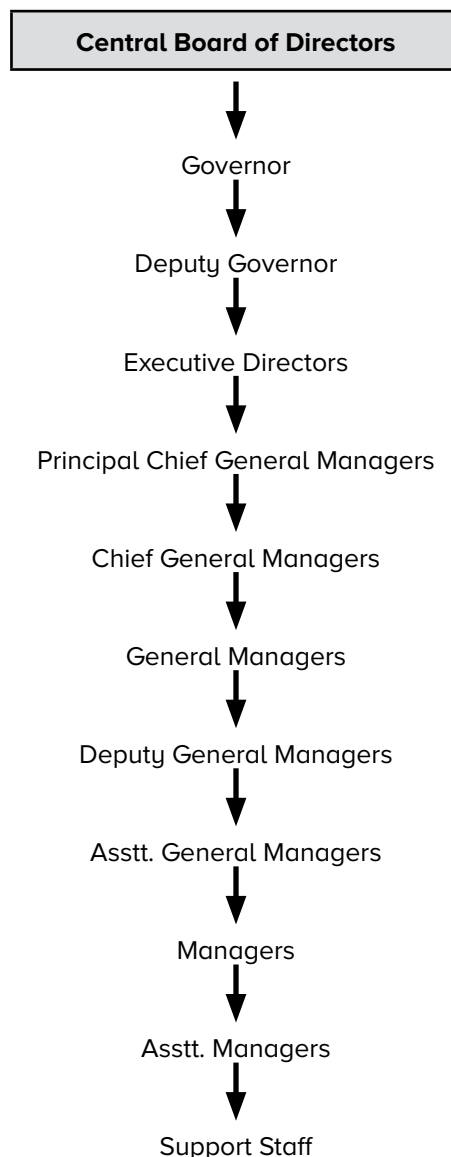 Central Board of Directors
Governor
Deputy Governor
Executive Directors
Principal Chief General Managers
Chief General Managers
General Managers
Deputy General Managers
Asstt. General Managers
Managers
Asstt. Managers
Support Staff